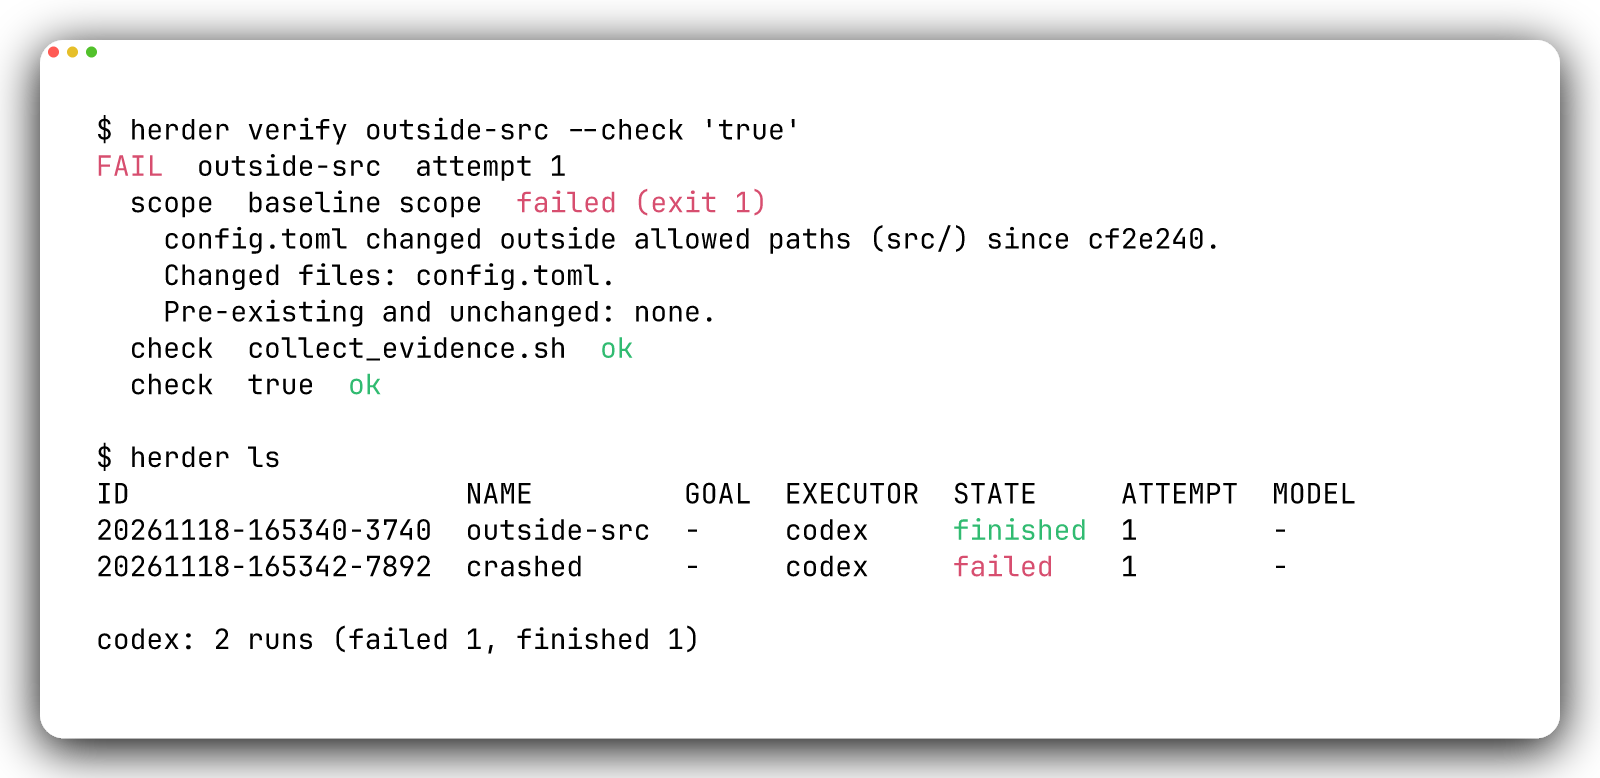 $ herder verify outside-src --check 'true'
FAIL  outside-src  attempt 1
  scope  baseline scope  failed (exit 1)
    config.toml changed outside allowed paths (src/) since cf2e240.
    Changed files: config.toml.
    Pre-existing and unchanged: none.
  check  collect_evidence.sh  ok
  check  true  ok

$ herder ls
ID                    NAME         GOAL  EXECUTOR  STATE     ATTEMPT  MODEL
20261118-165340-3740  outside-src  -     codex     finished  1        -
20261118-165342-7892  crashed      -     codex     failed    1        -

codex: 2 runs (failed 1, finished 1)